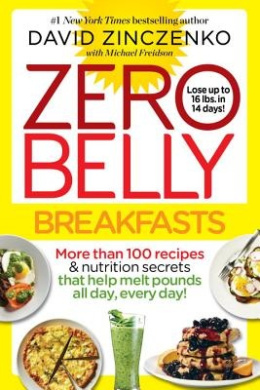 #1 New York Times bestselling author
DAVID ZINCZENKO
with Michael Freidson
ZERO
Lose up to
16 lbs. in
14 days!
BELLY
BREAKFASTS
More than 100 recipes
& nutrition secrets
that help melt pounds
all day, every day!